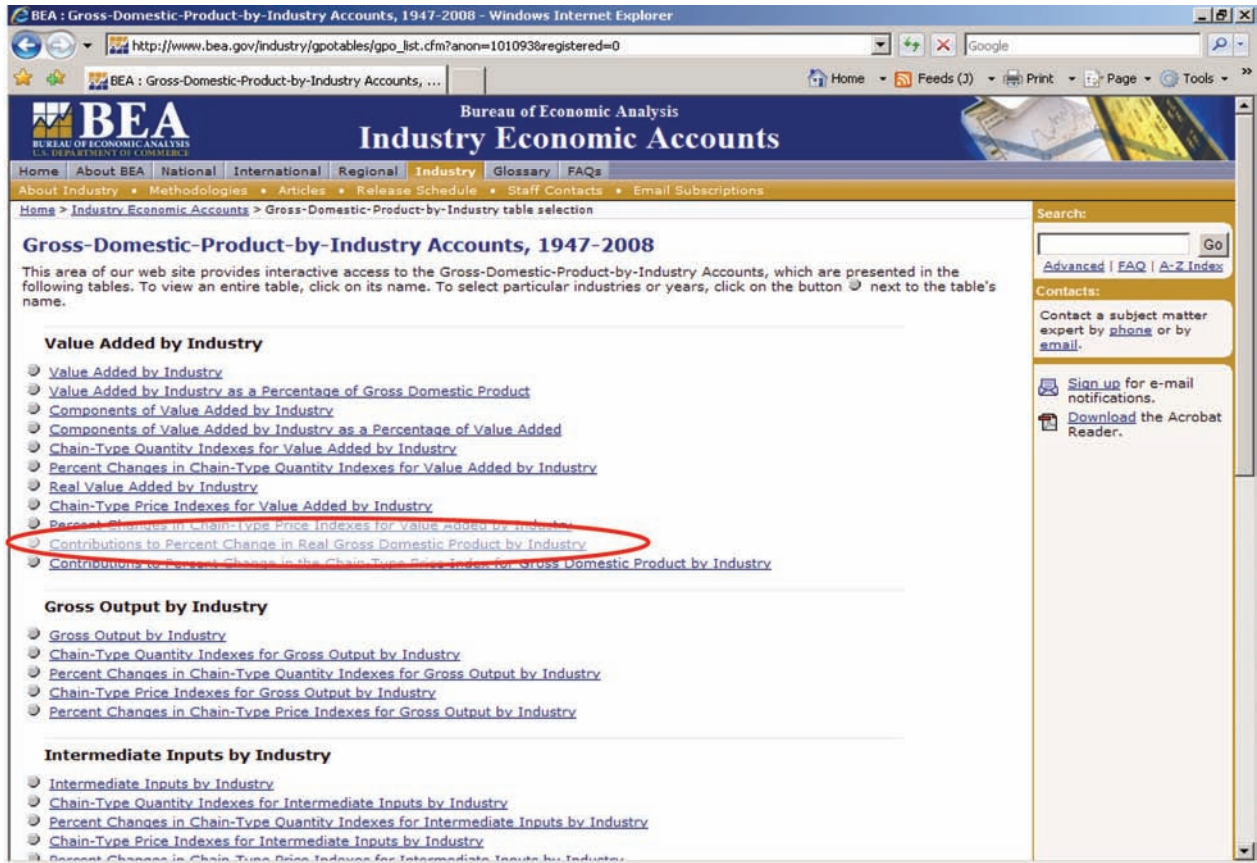 BEA : Gross-Domestic-Product-by-Industry Accounts, 1947-2008 - Windows Internet Explorer
http://www.bea.gov/industry/gpotables/gpo_list.cfm?anon=101093&registered=0
Google
BEA : Gross-Domestic-Product-by-Industry Accounts, ...
Home
Feeds (J)
Print
Page
Tools
BEA
BUREAU OF ECONOMIC ANALYSIS
U.S. DEPARTMENT OF COMMERCE
Bureau of Economic Analysis
Industry Economic Accounts
Home About BEA National International Regional Industry Glossary FAQs
About Industry • Methodologies • Articles • Release Schedule • Staff Contacts • Email Subscriptions
Home > Industry Economic Accounts > Gross-Domestic-Product-by-Industry table selection
Gross-Domestic-Product-by-Industry Accounts, 1947-2008
This area of our web site provides interactive access to the Gross-Domestic-Product-by-Industry Accounts, which are presented in the
following tables. To view an entire table, click on its name. To select particular industries or years, click on the button next to the table's
name.
Value Added by Industry
Value Added by Industry
Value Added by Industry as a Percentage of Gross Domestic Product
Components of Value Added by Industry
Components of Value Added by Industry as a Percentage of Value Added
Chain-Type Quantity Indexes for Value Added by Industry
Percent Changes in Chain-Type Quantity Indexes for Value Added by Industry
Real Value Added by Industry
Chain-Type Price Indexes for Value Added by Industry
Percent Changes in Chain-Type Price Indexes for Value Added by Industry
Contributions to Percent Change in Real Gross Domestic Product by Industry
Contributions to Percent Change in the Chain-Type Price Index for Gross Domestic Product by Industry
Gross Output by Industry
Gross Output by Industry
Chain-Type Quantity Indexes for Gross Output by Industry
Percent Changes in Chain-Type Quantity Indexes for Gross Output by Industry
Chain-Type Price Indexes for Gross Output by Industry
Percent Changes in Chain-Type Price Indexes for Gross Output by Industry
Intermediate Inputs by Industry
Intermediate Inputs by Industry
Chain-Type Quantity Indexes for Intermediate Inputs by Industry
Percent Changes in Chain-Type Quantity Indexes for Intermediate Inputs by Industry
Chain-Type Price Indexes for Intermediate Inputs by Industry
Percent Changes in Chain-Type Price Indexes for Intermediate Inputs by Industry
Search:
Go
Advanced | FAQ | A-Z Index
Contacts:
Contact a subject matter
expert by phone or by
email.
Sign up for e-mail
notifications.
Download the Acrobat
Reader.